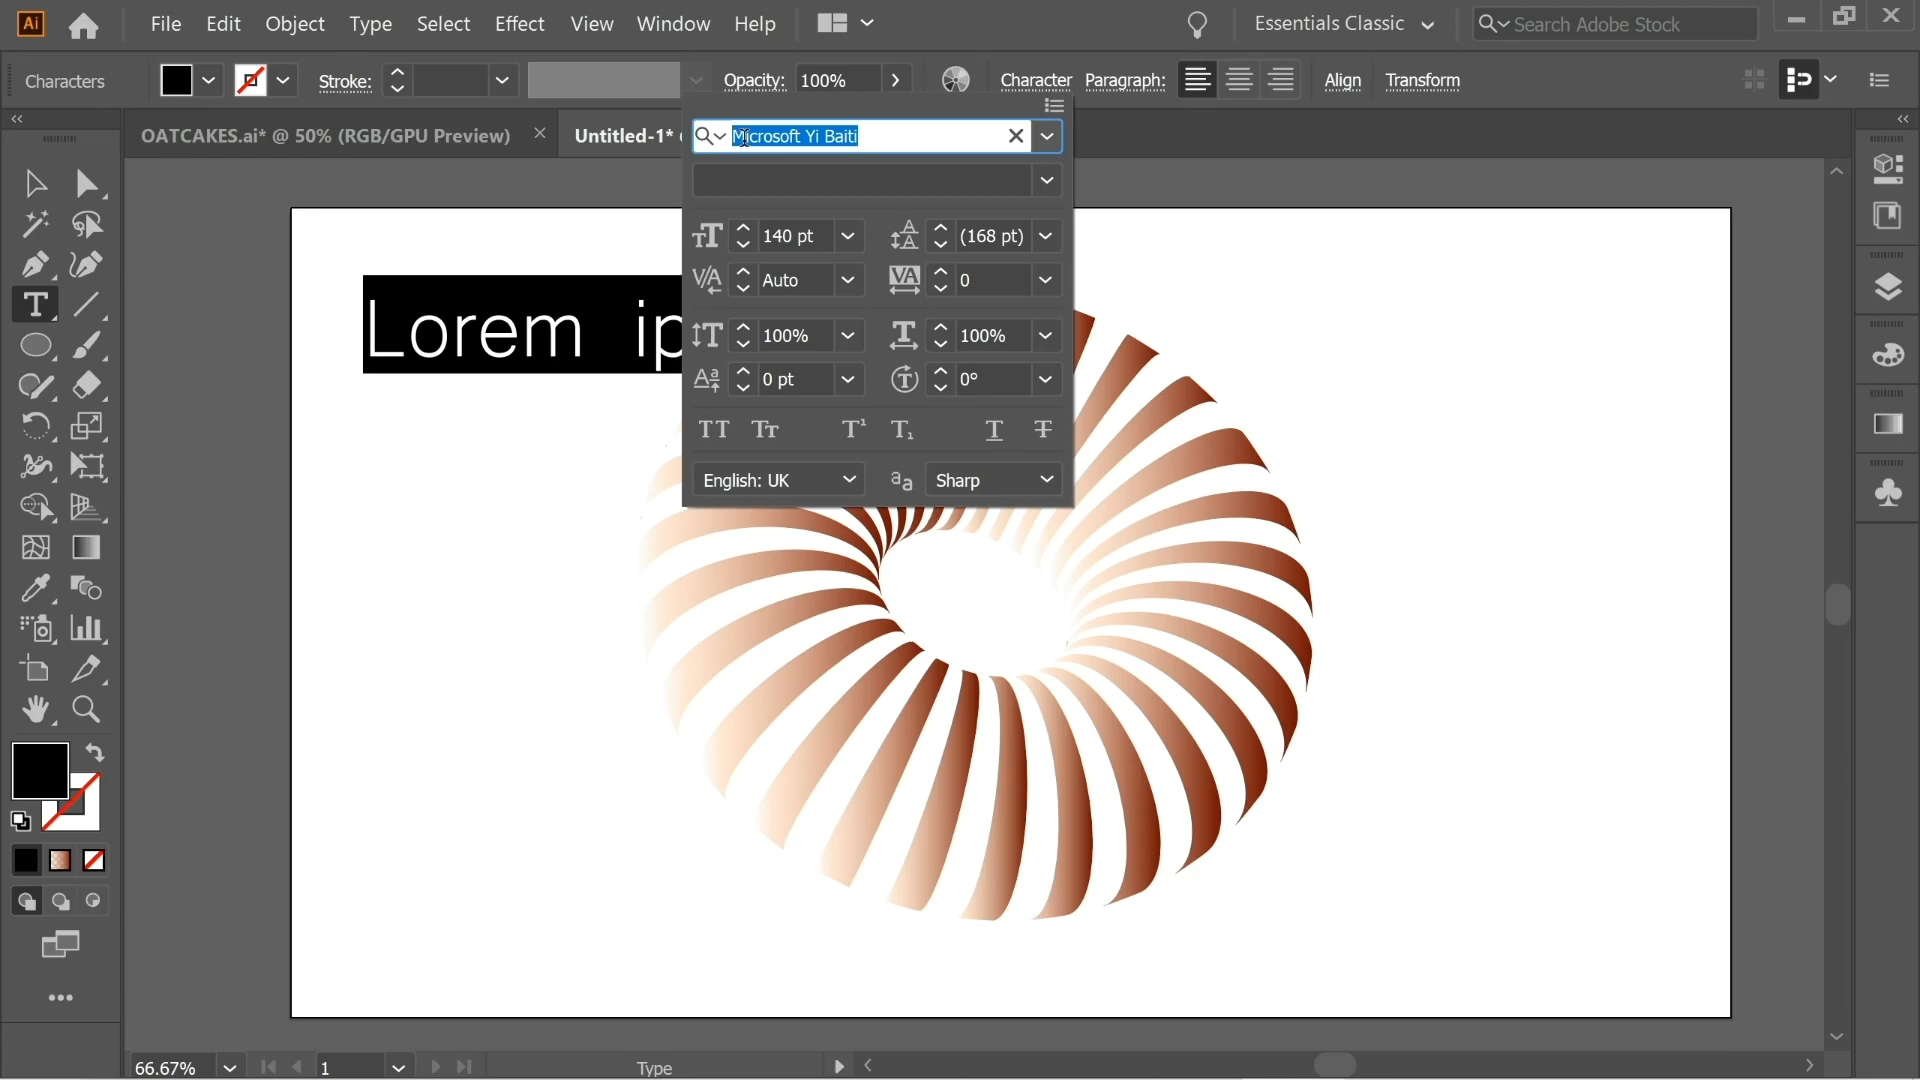 Ai File Edit Object Type Select Effect View Window Help Essentials Classic Search Adobe Stock
Characters Stroke: Opacity: 100% Character Paragraph: Align Transform
OATCAKES.ai* @ 50% (RGB/GPU Preview) Untitled-1*
Microsoft Yi Baiti
140 pt (168 pt)
Auto 0
100% 100%
0 pt 0°
English: UK Sharp
Lorem ip
66.67% 1 Type